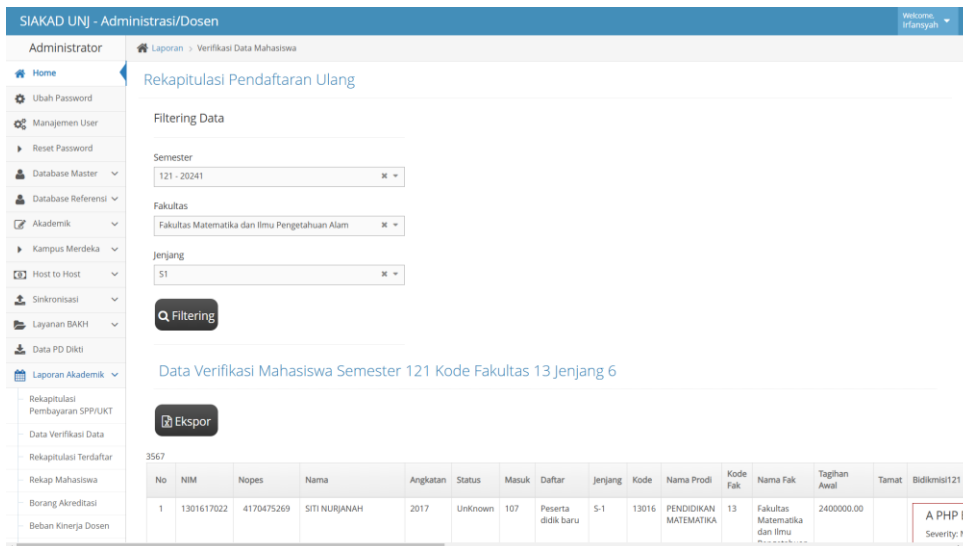 SIAKAD UNJ - Administrasi/Dosen
Welcome,
Irfansyah
Administrator
Laporan > Verifikasi Data Mahasiswa
Home
Ubah Password
Manajemen User
Reset Password
Database Master
Database Referensi
Akademik
Kampus Merdeka
Host to Host
Sinkronisasi
Layanan BAKH
Data PD Dikti
Laporan Akademik
Rekapitulasi
Pembayaran SPP/UKT
Data Verifikasi Data
Rekapitulasi Terdaftar
Rekap Mahasiswa
Borang Akreditasi
Beban Kinerja Dosen
Rekapitulasi Pendaftaran Ulang
Filtering Data
Semester
121 - 20241
Fakultas
Fakultas Matematika dan Ilmu Pengetahuan Alam
Jenjang
S1
Filtering
Data Verifikasi Mahasiswa Semester 121 Kode Fakultas 13 Jenjang 6
Ekspor
3567
No NIM Nopes Nama Angkatan Status Masuk Daftar Jenjang Kode Nama Prodi Kode Fak Nama Fak Tagihan Awal Tamat Bidikmisi121
1 1301617022 4170475269 SITI NURJANAH 2017 UnKnown 107 Peserta didik baru S-1 13016 PENDIDIKAN MATEMATIKA 13 Fakultas Matematika dan Ilmu 2400000.00
A PHP
Severity: